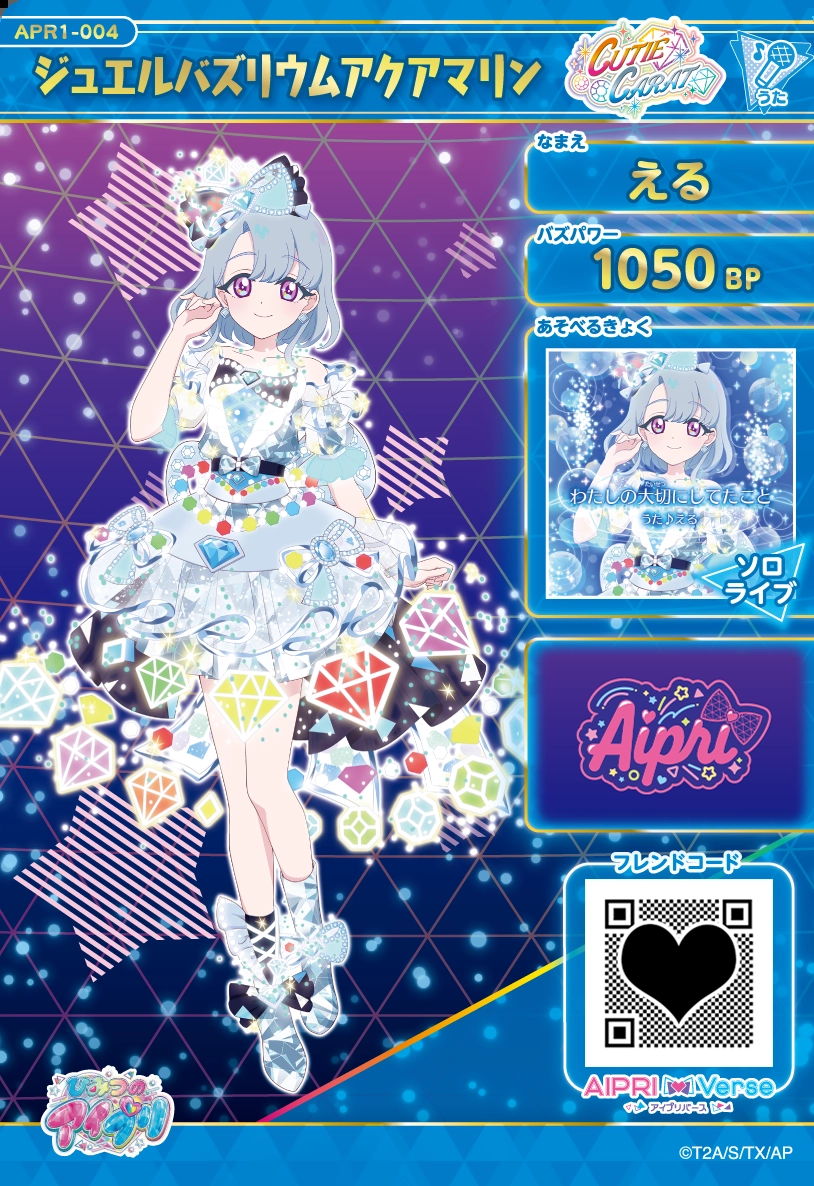 APR1-004
ジュエルバズリウムアクアマリン
CUTIE
CARAT
うた
なまえ
える
バズパワー
1050 BP
あそべるきょく
たいせつ
わたしの大切にしてたこと
うた♪える
ソロ
ライブ
Aipri
フレンドコード
AIPRI Verse
アイプリバース
ひみつの
アイプリ
©T2A/S/TX/AP